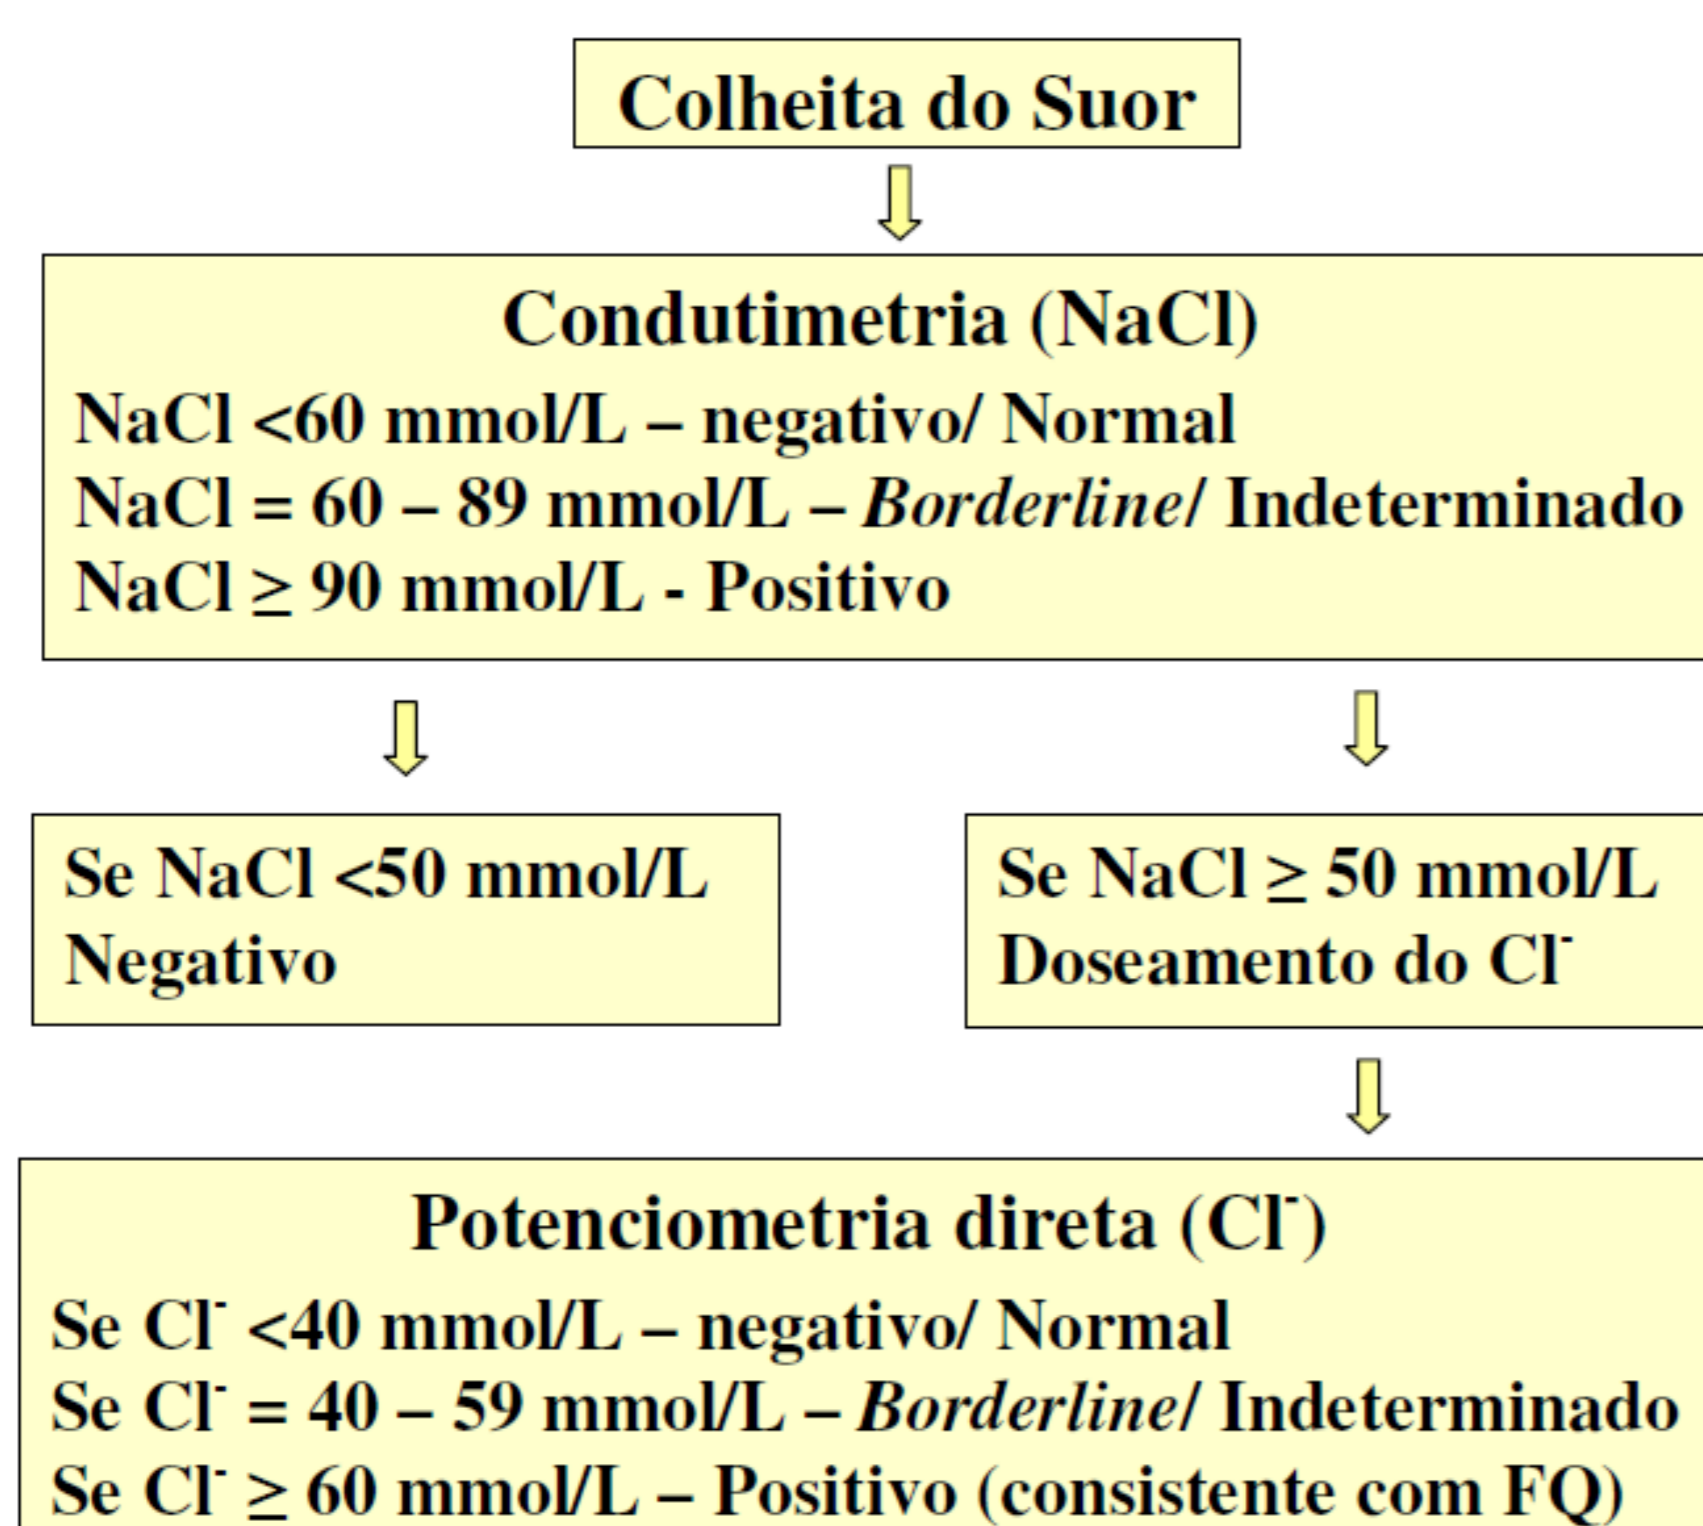 Colheita do Suor
Condutimetria (NaCl)
NaCl <60 mmol/L – negativo/ Normal
NaCl = 60 – 89 mmol/L – Borderline/ Indeterminado
NaCl ≥ 90 mmol/L - Positivo
Se NaCl <50 mmol/L
Negativo
Se NaCl ≥ 50 mmol/L
Doseamento do Cl⁻
Potenciometria direta (Cl⁻)
Se Cl⁻ <40 mmol/L – negativo/ Normal
Se Cl⁻ = 40 – 59 mmol/L – Borderline/ Indeterminado
Se Cl⁻ ≥ 60 mmol/L – Positivo (consistente com FQ)